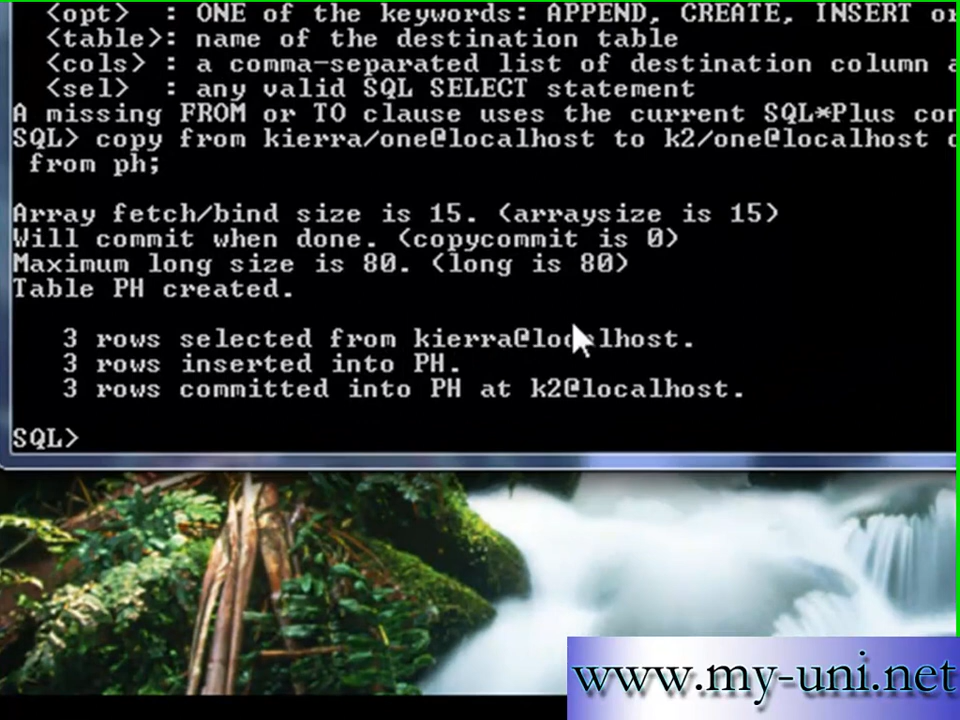 <opt> : ONE of the keywords: APPEND, CREATE, INSERT or
<table>: name of the destination table
<cols> : a comma-separated list of destination column
<sel> : any valid SQL SELECT statement
A missing FROM or TO clause uses the current SQL*Plus
SQL> copy from kierra/one@localhost to k2/one@localhost
from ph;
Array fetch/bind size is 15. (arraysize is 15)
Will commit when done. (copycommit is 0)
Maximum long size is 80. (long is 80)
Table PH created.
3 rows selected from kierra@localhost.
3 rows inserted into PH.
3 rows committed into PH at k2@localhost.
SQL>
www.my-uni.net